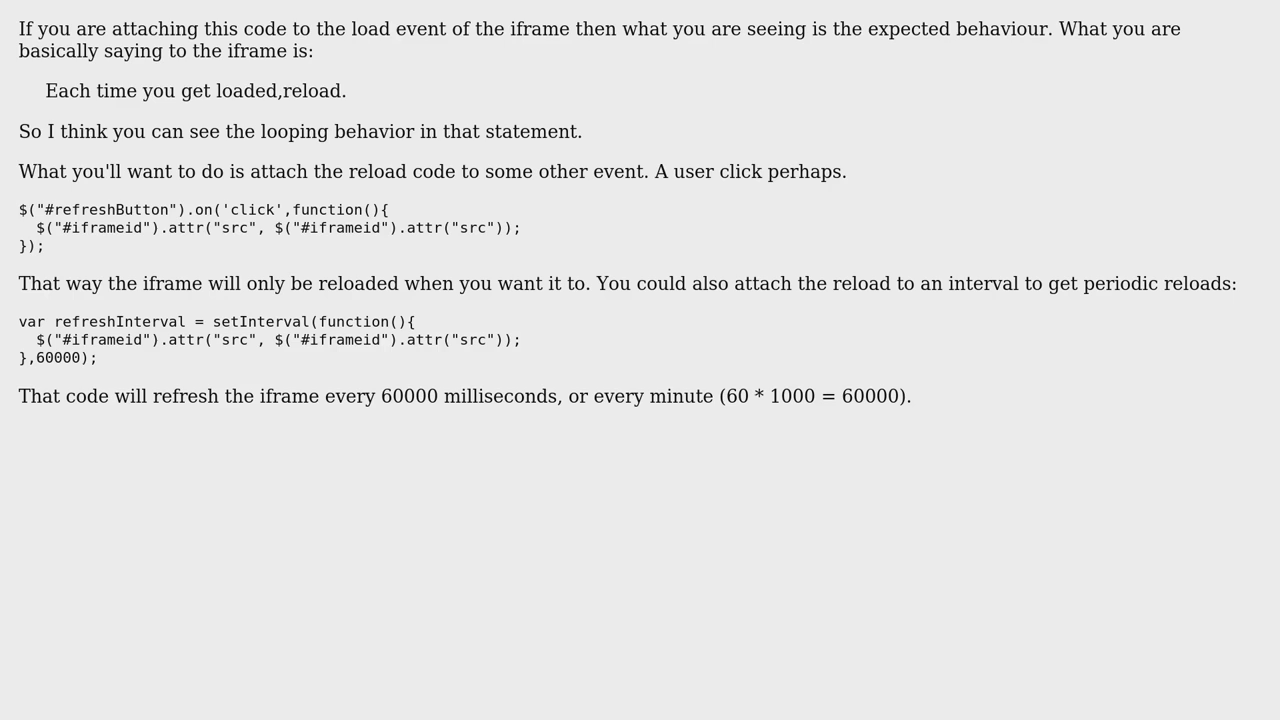 If you are attaching this code to the load event of the iframe then what you are seeing is the expected behaviour. What you are
basically saying to the iframe is:
Each time you get loaded,reload.
So I think you can see the looping behavior in that statement.
What you'll want to do is attach the reload code to some other event. A user click perhaps.
$("#refreshButton").on('click',function(){
  $("#iframeid").attr("src", $("#iframeid").attr("src"));
});
That way the iframe will only be reloaded when you want it to. You could also attach the reload to an interval to get periodic reloads:
var refreshInterval = setInterval(function(){
  $("#iframeid").attr("src", $("#iframeid").attr("src"));
},60000);
That code will refresh the iframe every 60000 milliseconds, or every minute (60 * 1000 = 60000).